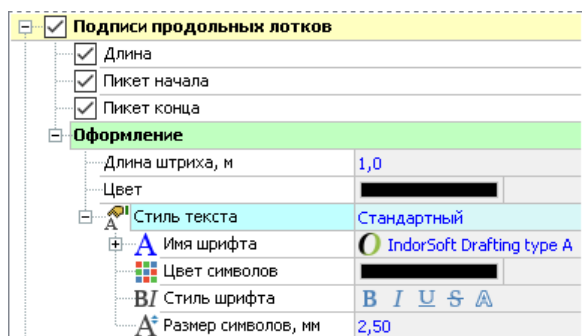 Подписи продольных лотков
Длина
Пикет начала
Пикет конца
Оформление
Длина штриха, м 1,0
Цвет
Стиль текста Стандартный
Имя шрифта IndorSoft Drafting type A
Цвет символов
Стиль шрифта B I U S A
Размер символов, мм 2,50